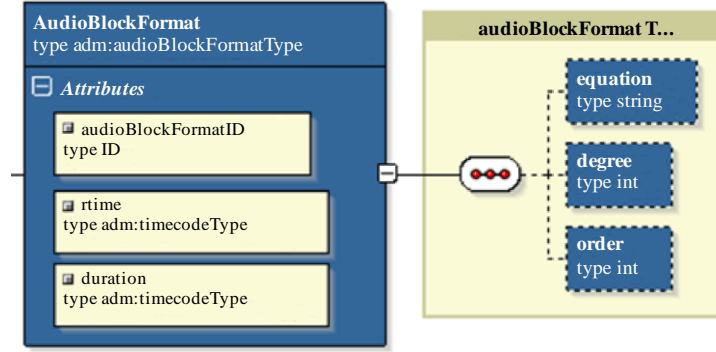 AudioBlockFormat
type adm:audioBlockFormatType
Attributes
audioBlockFormatID
type ID
rtime
type adm:timecodeType
duration
type adm:timecodeType
audioBlockFormat T...
equation
type string
degree
type int
order
type int